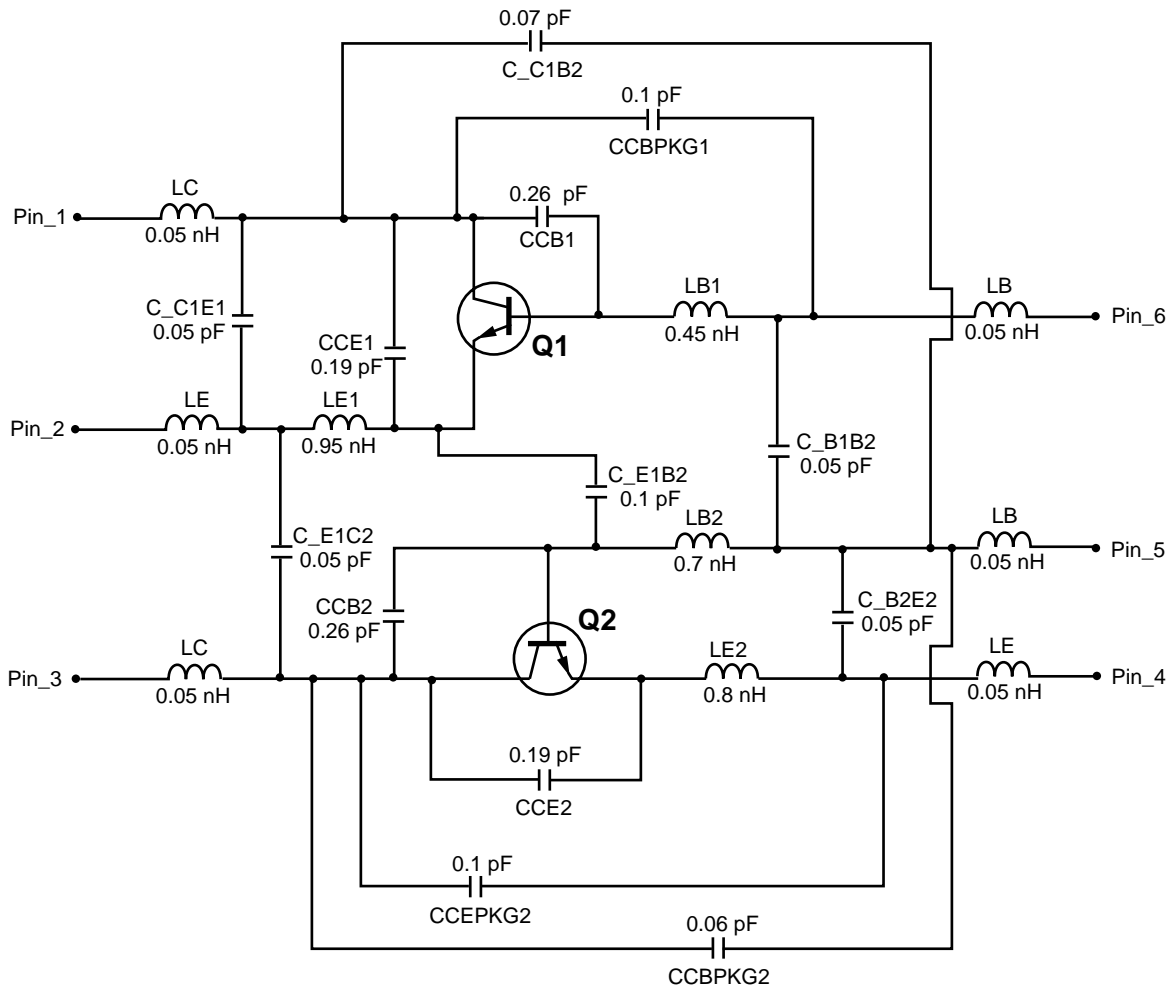 0.07 pF
C_C1B2
0.1 pF
CCBPKG1
LC
0.26 pF
Pin_1
0.05 nH
CCB1
LB1
LB
C_C1E1
0.05 pF
Pin_6
CCE1
0.19 pF
Q1
0.45 nH
0.05 nH
LE
LE1
Pin_2
0.05 nH
0.95 nH
C_B1B2
0.05 pF
C_E1B2
0.1 pF
LB2
LB
C_E1C2
0.05 pF
Pin_5
0.7 nH
0.05 nH
CCB2
0.26 pF
Q2
C_B2E2
0.05 pF
LC
LE2
LE
Pin_3
Pin_4
0.05 nH
0.8 nH
0.05 nH
0.19 pF
CCE2
0.1 pF
CCEPKG2
0.06 pF
CCBPKG2